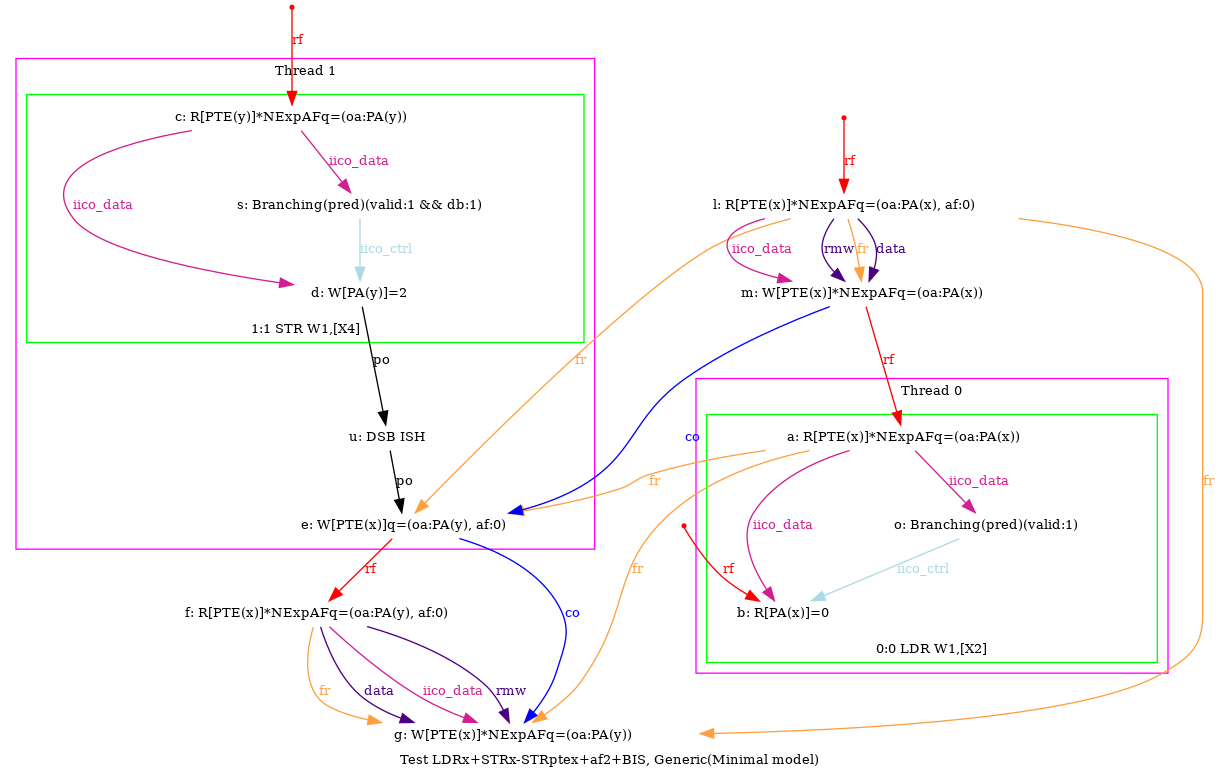 rf
Thread 1
c: R[PTE(y)]*NExpAFq=(oa:PA(y))
rf
iico_data
iico_data
s: Branching(pred)(valid:1 && db:1)
l: R[PTE(x)]*NExpAFq=(oa:PA(x), af:0)
iico_ctrl
iico_data
rmw
fr
data
d: W[PA(y)]=2
m: W[PTE(x)]*NExpAFq=(oa:PA(x))
1:1 STR W1,[X4]
po
fr
rf
Thread 0
u: DSB ISH
co
a: R[PTE(x)]*NExpAFq=(oa:PA(x))
po
fr
iico_data
fr
e: W[PTE(x)]q=(oa:PA(y), af:0)
iico_data
o: Branching(pred)(valid:1)
rf
fr
rf
iico_ctrl
f: R[PTE(x)]*NExpAFq=(oa:PA(y), af:0)
co
b: R[PA(x)]=0
0:0 LDR W1,[X2]
fr
data
iico_data
rmw
g: W[PTE(x)]*NExpAFq=(oa:PA(y))
Test LDRx+STRx-STRptex+af2+BIS, Generic(Minimal model)